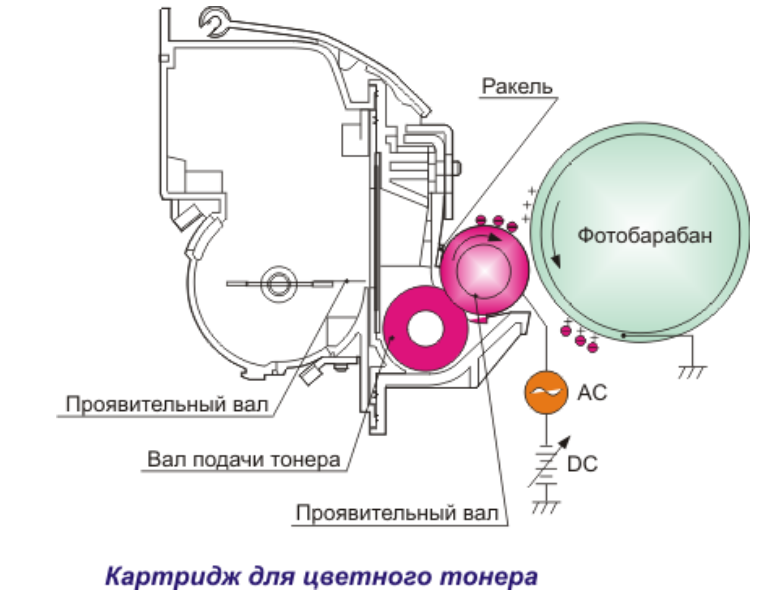 Ракель
Фотобарабан
AC
Проявительный вал
Вал подачи тонера
DC
Проявительный вал
Картридж для цветного тонера